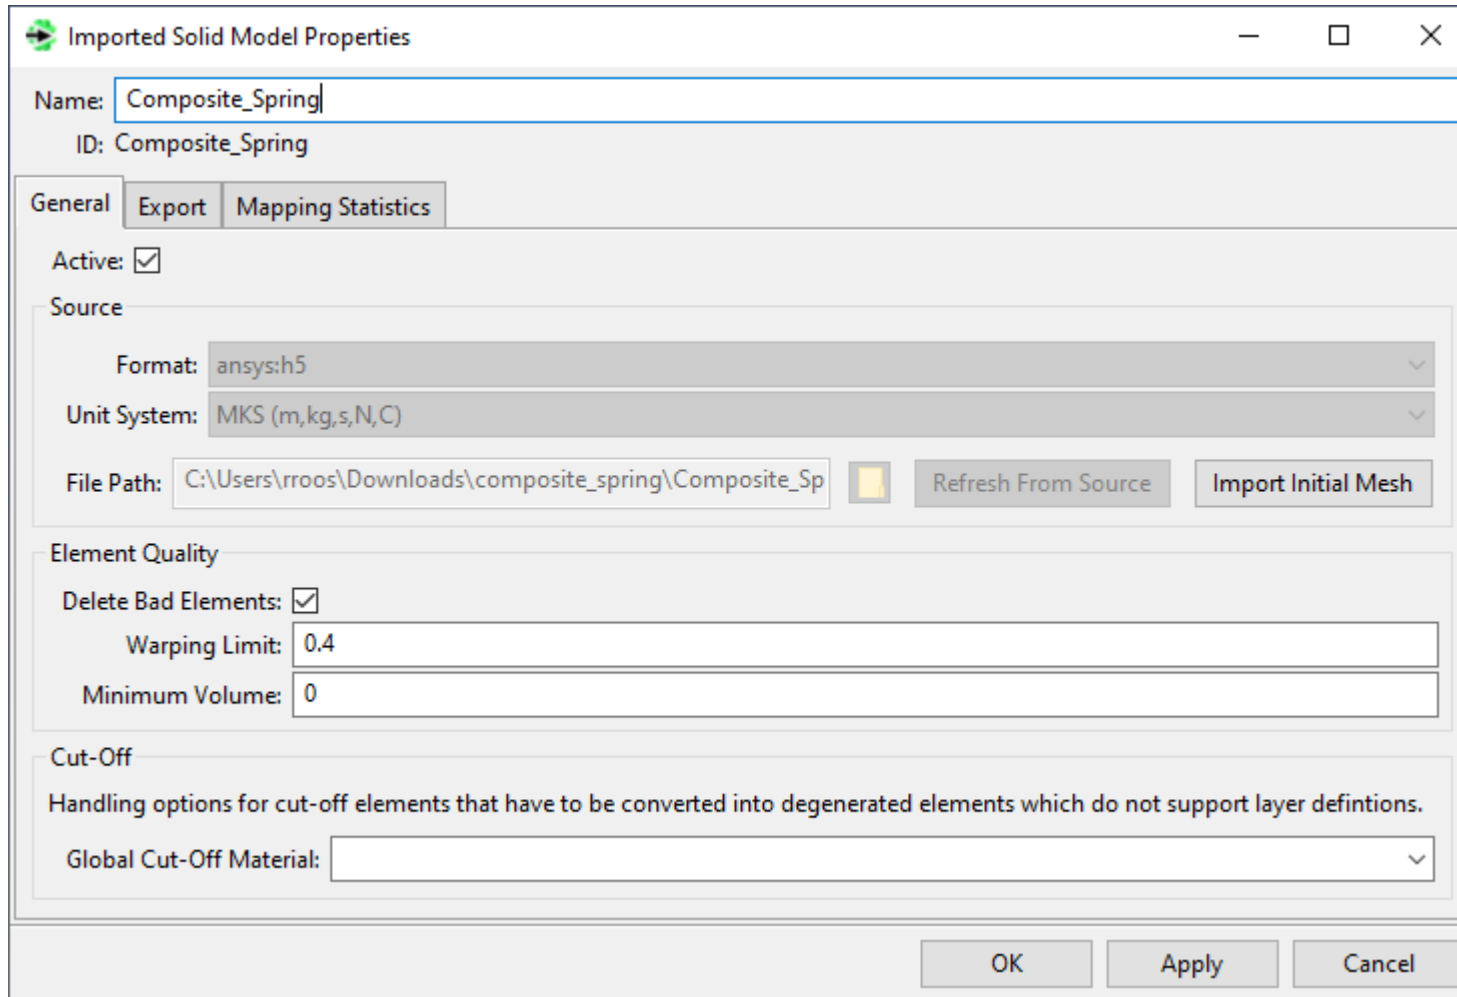 Imported Solid Model Properties
Name: Composite_Spring
ID: Composite_Spring
General Export Mapping Statistics
Active:
Source
Format: ansys:h5
Unit System: MKS (m,kg,s,N,C)
File Path: C:\Users\rroos\Downloads\composite_spring\Composite_Sp Refresh From Source Import Initial Mesh
Element Quality
Delete Bad Elements:
Warping Limit: 0.4
Minimum Volume: 0
Cut-Off
Handling options for cut-off elements that have to be converted into degenerated elements which do not support layer defintions.
Global Cut-Off Material:
OK Apply Cancel